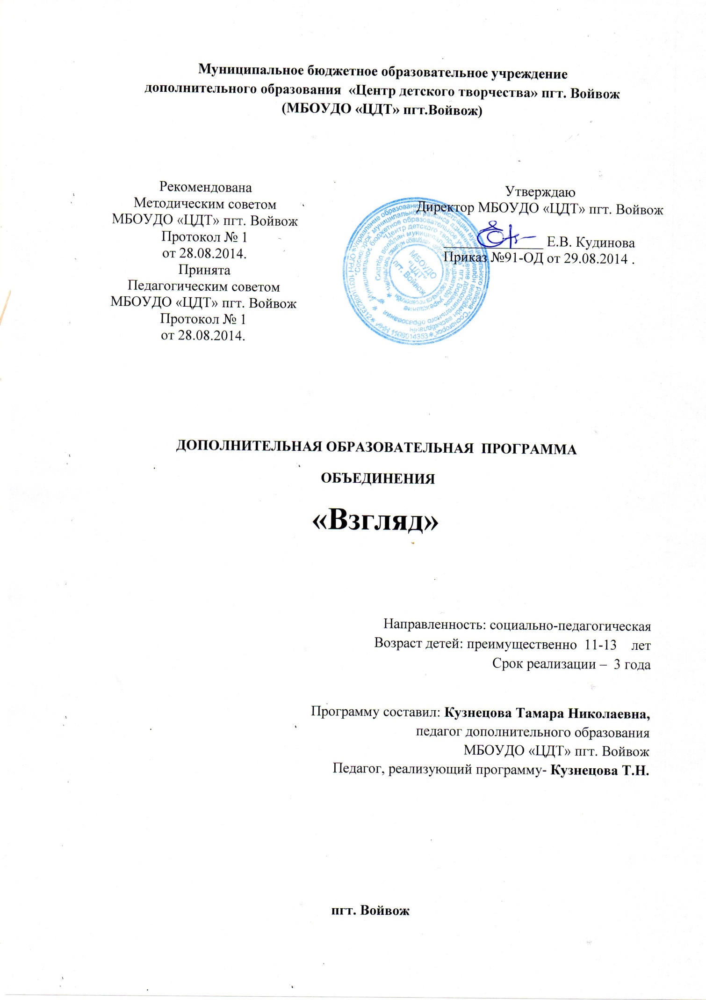 Муниципальное бюджетное образовательное учреждение
дополнительного образования «Центр детского творчества» пгт. Войвож
(МБОУДО «ЦДТ» пгт.Войвож)
Рекомендована
Методическим советом
МБОУДО «ЦДТ» пгт. Войвож
Протокол № 1
от 28.08.2014.
Принята
Педагогическим советом
МБОУДО «ЦДТ» пгт. Войвож
Протокол № 1
от 28.08.2014.
Утверждаю
Директор МБОУДО «ЦДТ» пгт. Войвож
Е.В. Кудинова
Приказ №91-ОД от 29.08.2014 .
МБОУДО
"ЦДТ"
пгт. Войвож
ДОПОЛНИТЕЛЬНАЯ ОБРАЗОВАТЕЛЬНАЯ ПРОГРАММА
ОБЪЕДИНЕНИЯ
«Взгляд»
Направленность: социально-педагогическая
Возраст детей: преимущественно 11-13 лет
Срок реализации – 3 года
Программу составил: Кузнецова Тамара Николаевна,
педагог дополнительного образования
МБОУДО «ЦДТ» пгт. Войвож
Педагог, реализующий программу- Кузнецова Т.Н.
пгт. Войвож